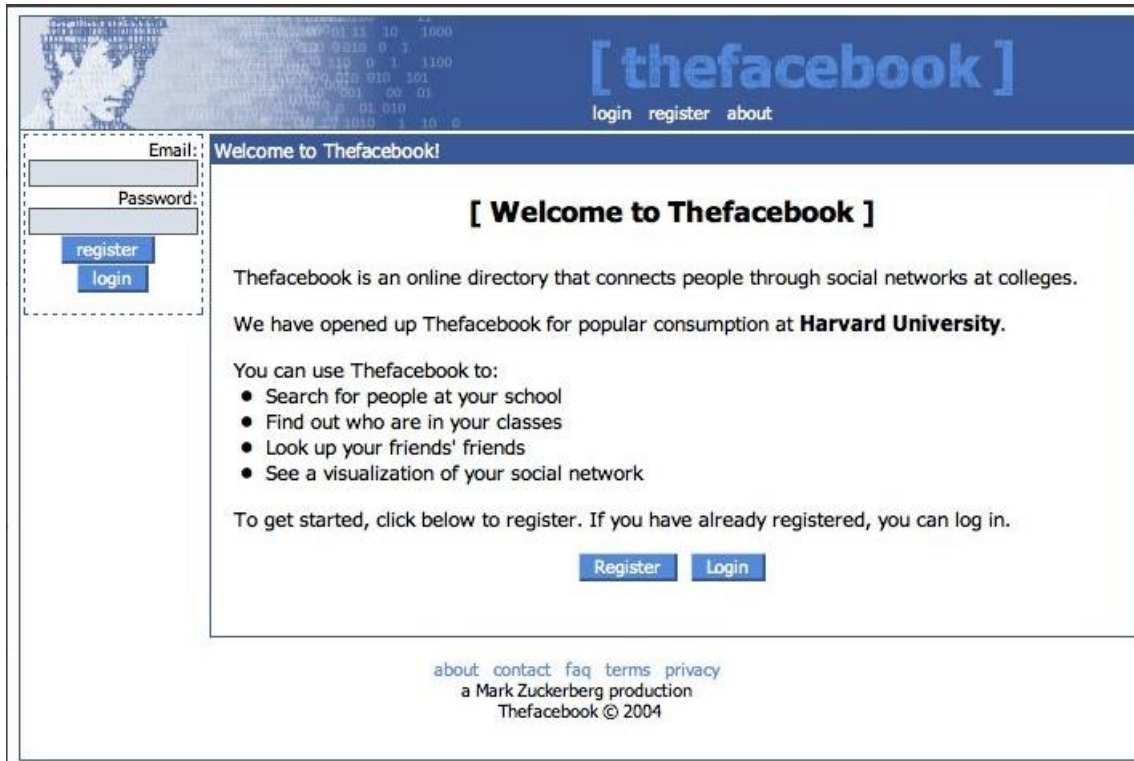 [ thefacebook ]
login register about
Email:
Password:
register
login
Welcome to Thefacebook!
[ Welcome to Thefacebook ]
Thefacebook is an online directory that connects people through social networks at colleges.
We have opened up Thefacebook for popular consumption at Harvard University.
You can use Thefacebook to:
• Search for people at your school
• Find out who are in your classes
• Look up your friends' friends
• See a visualization of your social network
To get started, click below to register. If you have already registered, you can log in.
Register Login
about contact faq terms privacy
a Mark Zuckerberg production
Thefacebook © 2004